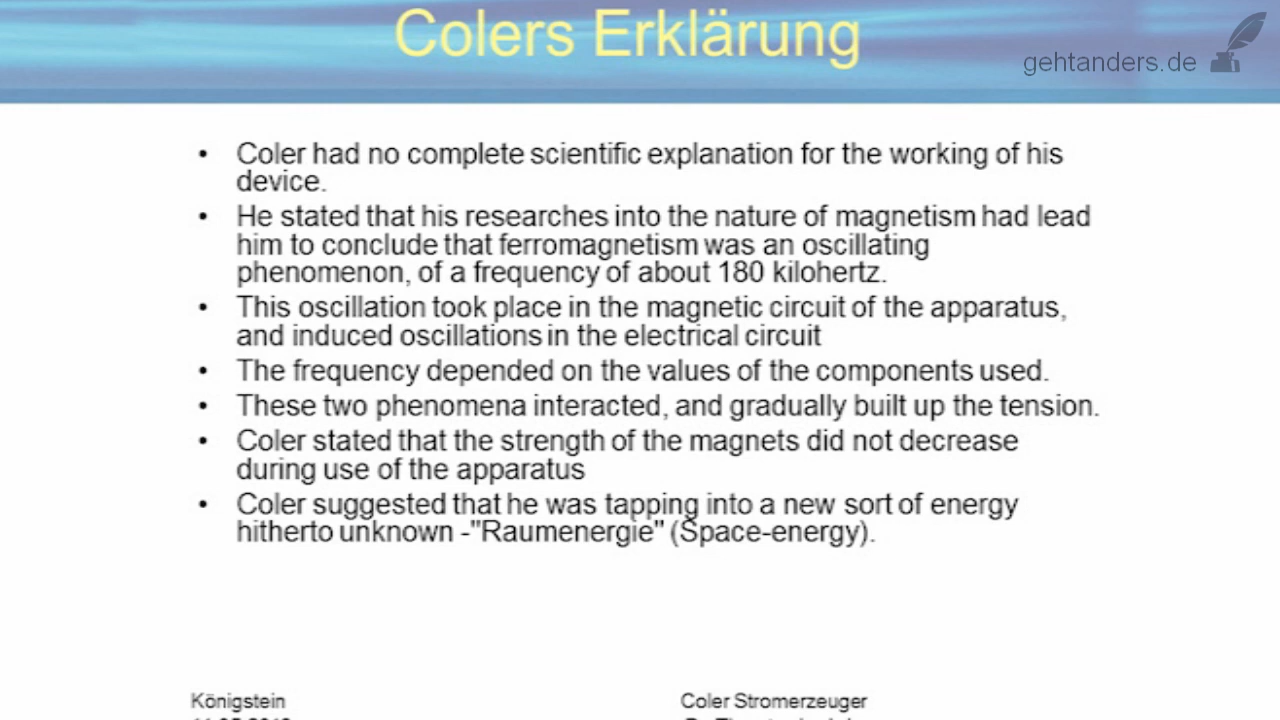 Colers Erklärung
gehtanders.de
• Coler had no complete scientific explanation for the working of his
device.
• He stated that his researches into the nature of magnetism had lead
him to conclude that ferromagnetism was an oscillating
phenomenon, of a frequency of about 180 kilohertz.
• This oscillation took place in the magnetic circuit of the apparatus,
and induced oscillations in the electrical circuit
• The frequency depended on the values of the components used.
• These two phenomena interacted, and gradually built up the tension.
• Coler stated that the strength of the magnets did not decrease
during use of the apparatus
• Coler suggested that he was tapping into a new sort of energy
hitherto unknown -"Raumenergie" (Space-energy).
Königstein
Coler Stromerzeuger